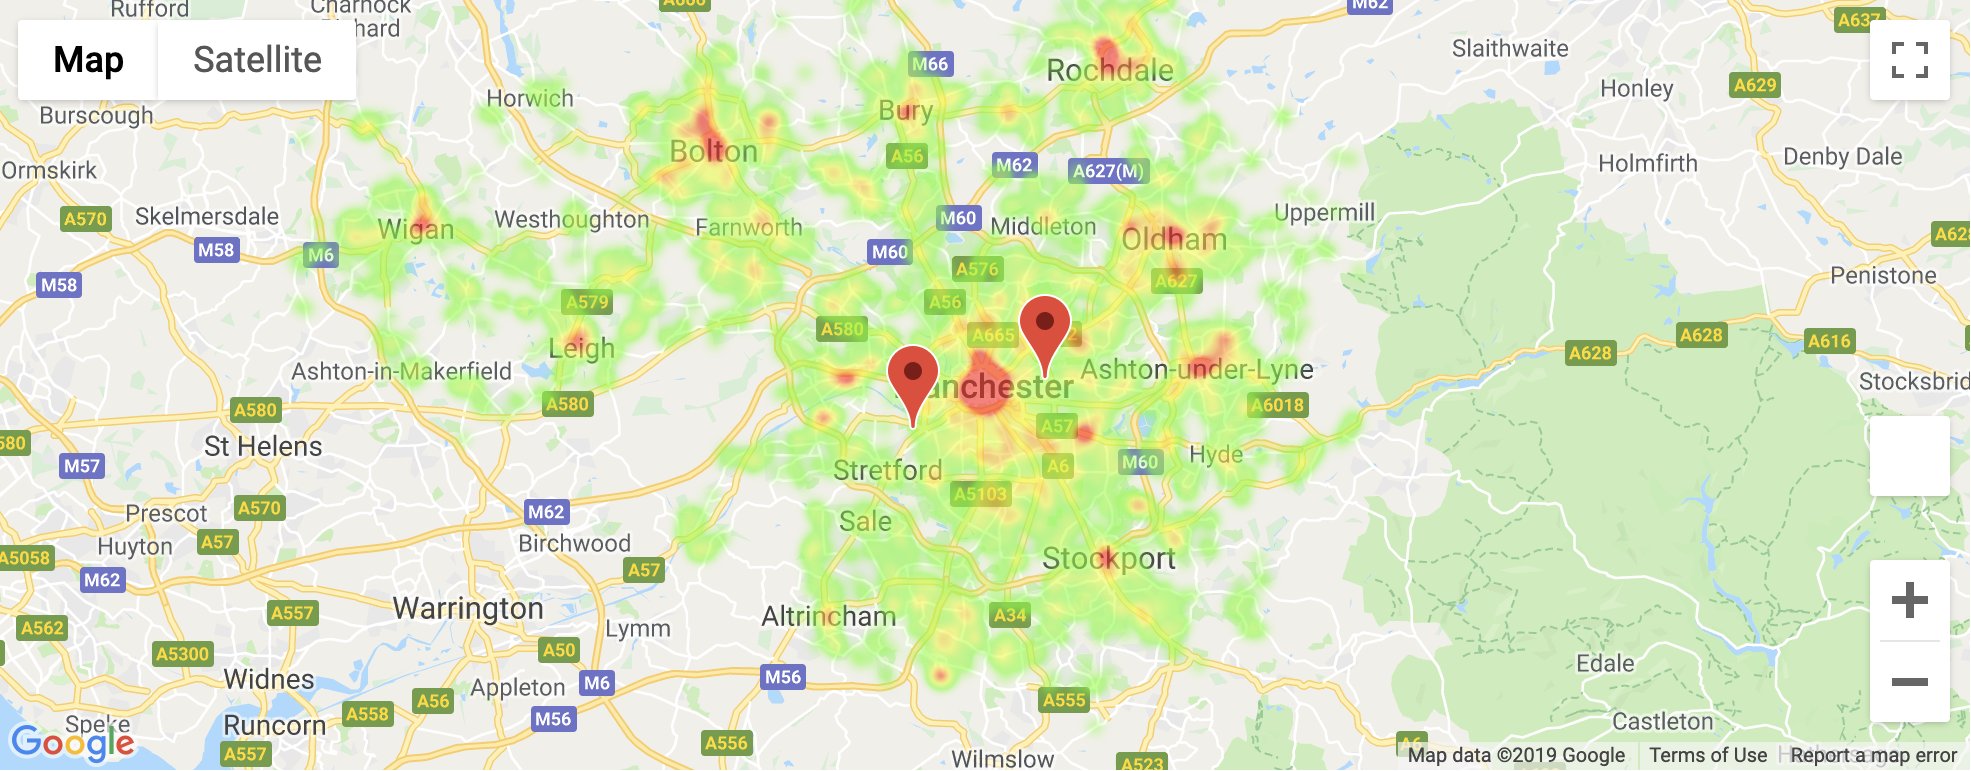 Rufford
Charnock
M62
A637
Map
Satellite
Slaithwaite
M66
Rochdale
A629
Honley
Horwich
Burscough
Bury
Bolton
A56
M62
A627(M)
Holmfirth
Denby Dale
Ormskirk
A570
Skelmersdale
M58
M6
Wigan
Westhoughton
Farnworth
M60
Middleton
Uppermill
Oldham
M60
A576
A627
Penistone
M58
A579
A56
A580
A665
A628
A628
A616
Leigh
Ashton-in-Makerfield
Ashton-under-Lyne
A580
A580
A6018
A57
St Helens
M57
Stretford
A6
M60
Hyde
A5103
Prescot
A570
M62
Sale
Huyton
A57
Birchwood
A5058
M62
A57
Stockport
Warrington
A557
A562
Lymm
Altrincham
A34
A5300
A50
Widnes
Appleton
M6
M56
A56
A555
Edale
A558
M56
Speke
Runcorn
Castleton
Google
A557
A556
Wilmslow
A523
A6
Map data ©2019 Google
Terms of Use
Report a map error